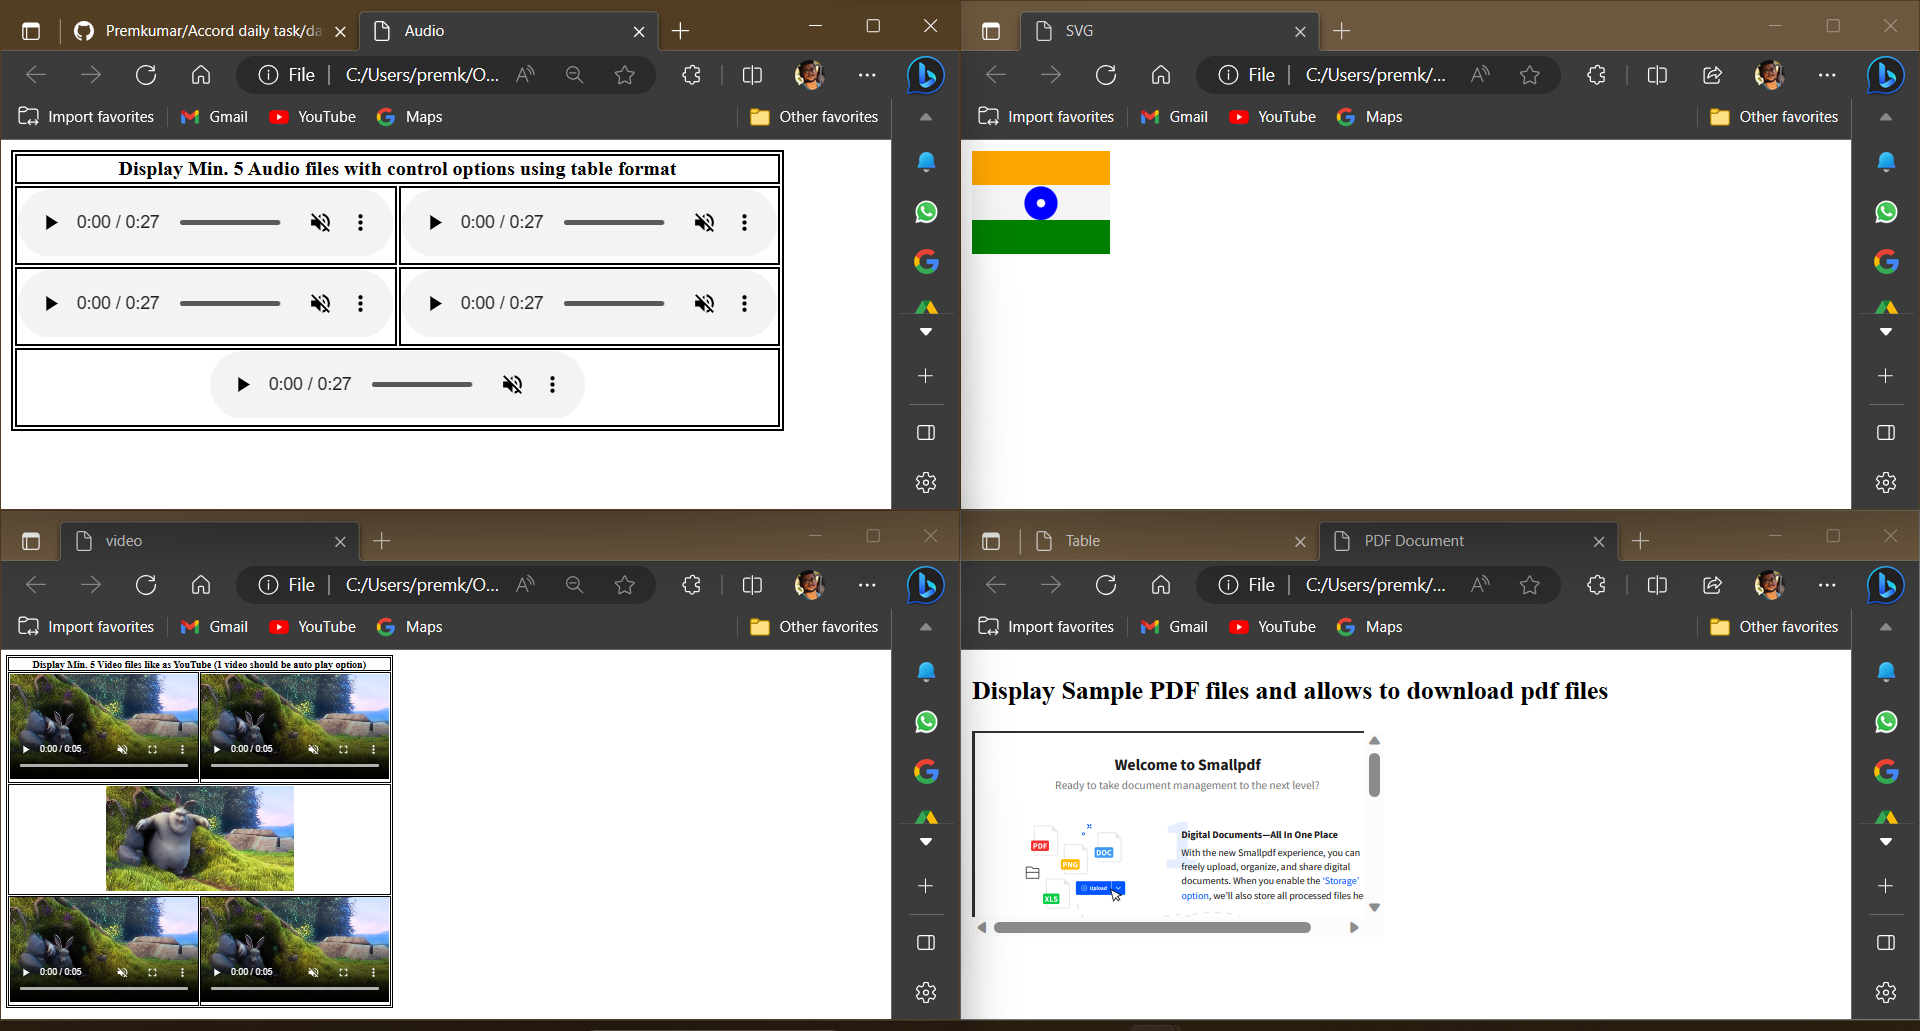 Premkumar/Accord daily task/da
Audio
File
C:/Users/premk/O...
Import favorites
Gmail
YouTube
Maps
Other favorites
Display Min. 5 Audio files with control options using table format
0:00 / 0:27
0:00 / 0:27
0:00 / 0:27
0:00 / 0:27
0:00 / 0:27
SVG
File
C:/Users/premk/...
Import favorites
Gmail
YouTube
Maps
Other favorites
video
File
C:/Users/premk/O...
Import favorites
Gmail
YouTube
Maps
Other favorites
Display Min. 5 Video files like as YouTube (1 video should be auto play option)
0:00 / 0:05
0:00 / 0:05
0:00 / 0:05
0:00 / 0:05
Table
PDF Document
File
C:/Users/premk/...
Import favorites
Gmail
YouTube
Maps
Other favorites
Display Sample PDF files and allows to download pdf files
Welcome to Smallpdf
Ready to take document management to the next level?
PDF
DOC
PNG
Upload
XLS
1
Digital Documents—All In One Place
With the new Smallpdf experience, you can
freely upload, organize, and share digital
documents. When you enable the ‘Storage’
option, we’ll also store all processed files he